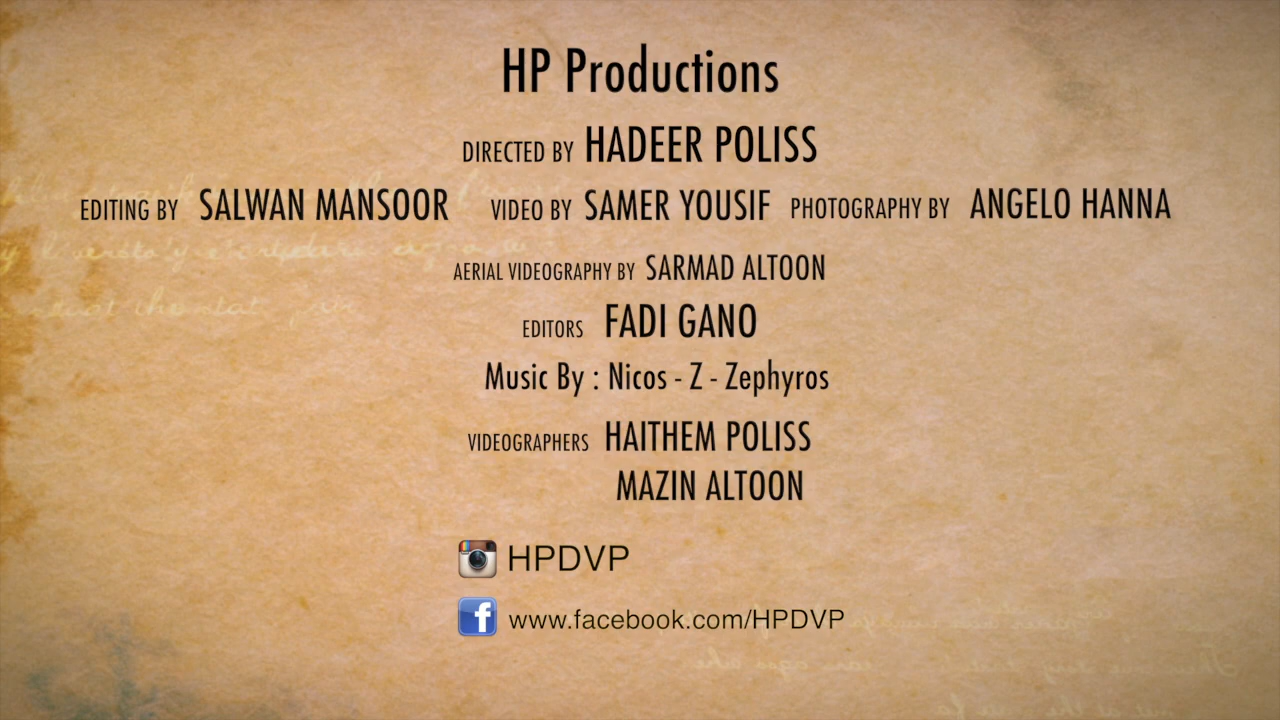 HP Productions
DIRECTED BY HADEER POLISS
EDITING BY SALWAN MANSOOR VIDEO BY SAMER YOUSIF PHOTOGRAPHY BY ANGELO HANNA
AERIAL VIDEOGRAPHY BY SARMAD ALTOON
EDITORS FADI GANO
Music By : Nicos - Z - Zephyros
VIDEOGRAPHERS HAITHEM POLISS
MAZIN ALTOON
HPDVP
www.facebook.com/HPDVP